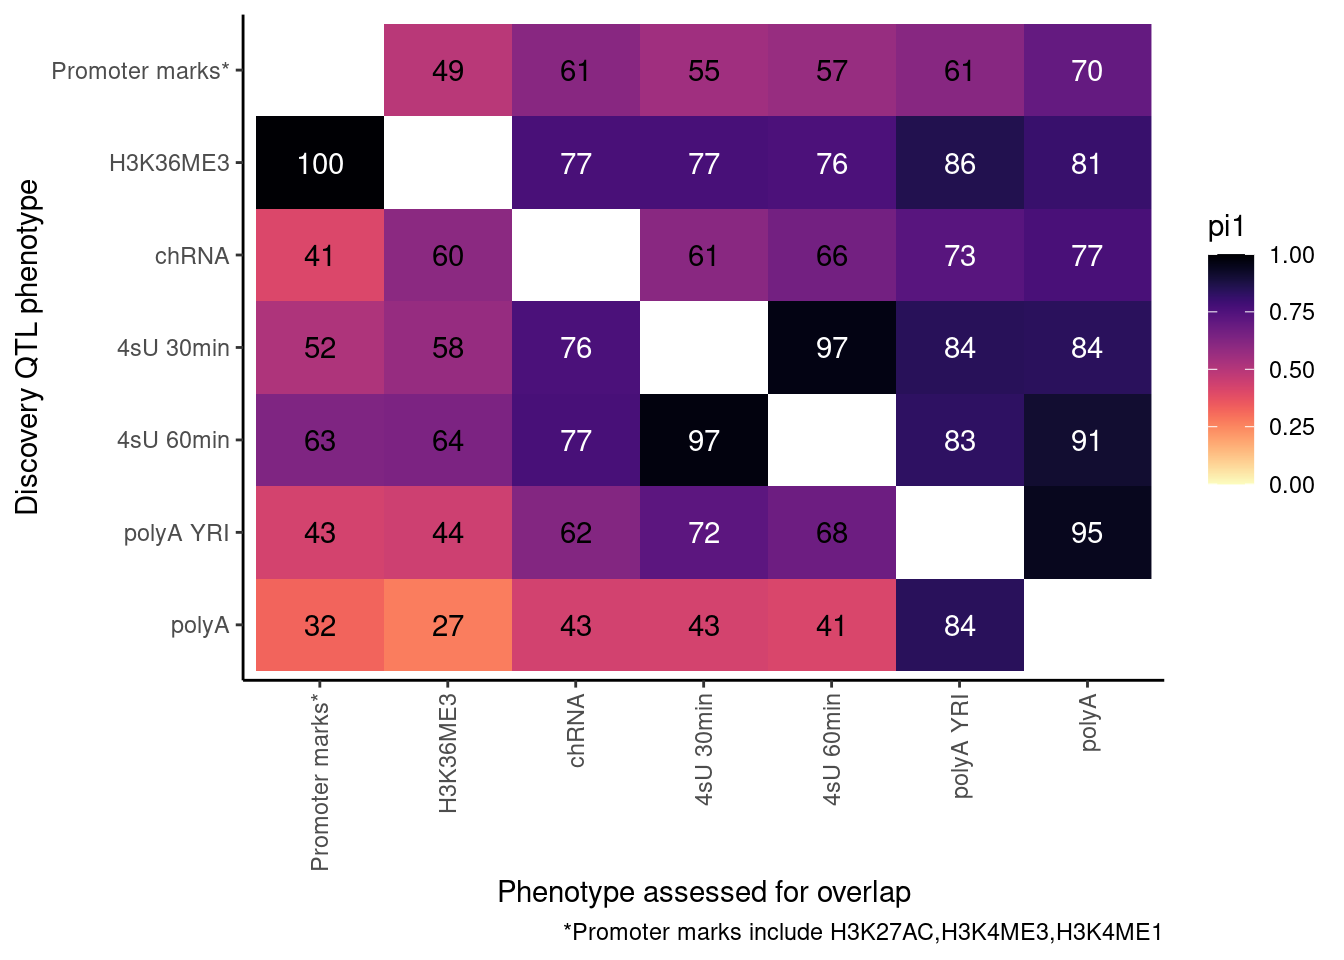 Discovery QTL phenotype
Promoter marks* 49 61 55 57 61 70
H3K36ME3 100 77 77 76 86 81
chRNA 41 60 61 66 73 77
4sU 30min 52 58 76 97 84 84
4sU 60min 63 64 77 97 83 91
polyA YRI 43 44 62 72 68 95
polyA 32 27 43 43 41 84
Promoter marks* H3K36ME3 chRNA 4sU 30min 4sU 60min polyA YRI polyA
Phenotype assessed for overlap
*Promoter marks include H3K27AC,H3K4ME3,H3K4ME1
pi1
1.00
0.75
0.50
0.25
0.00